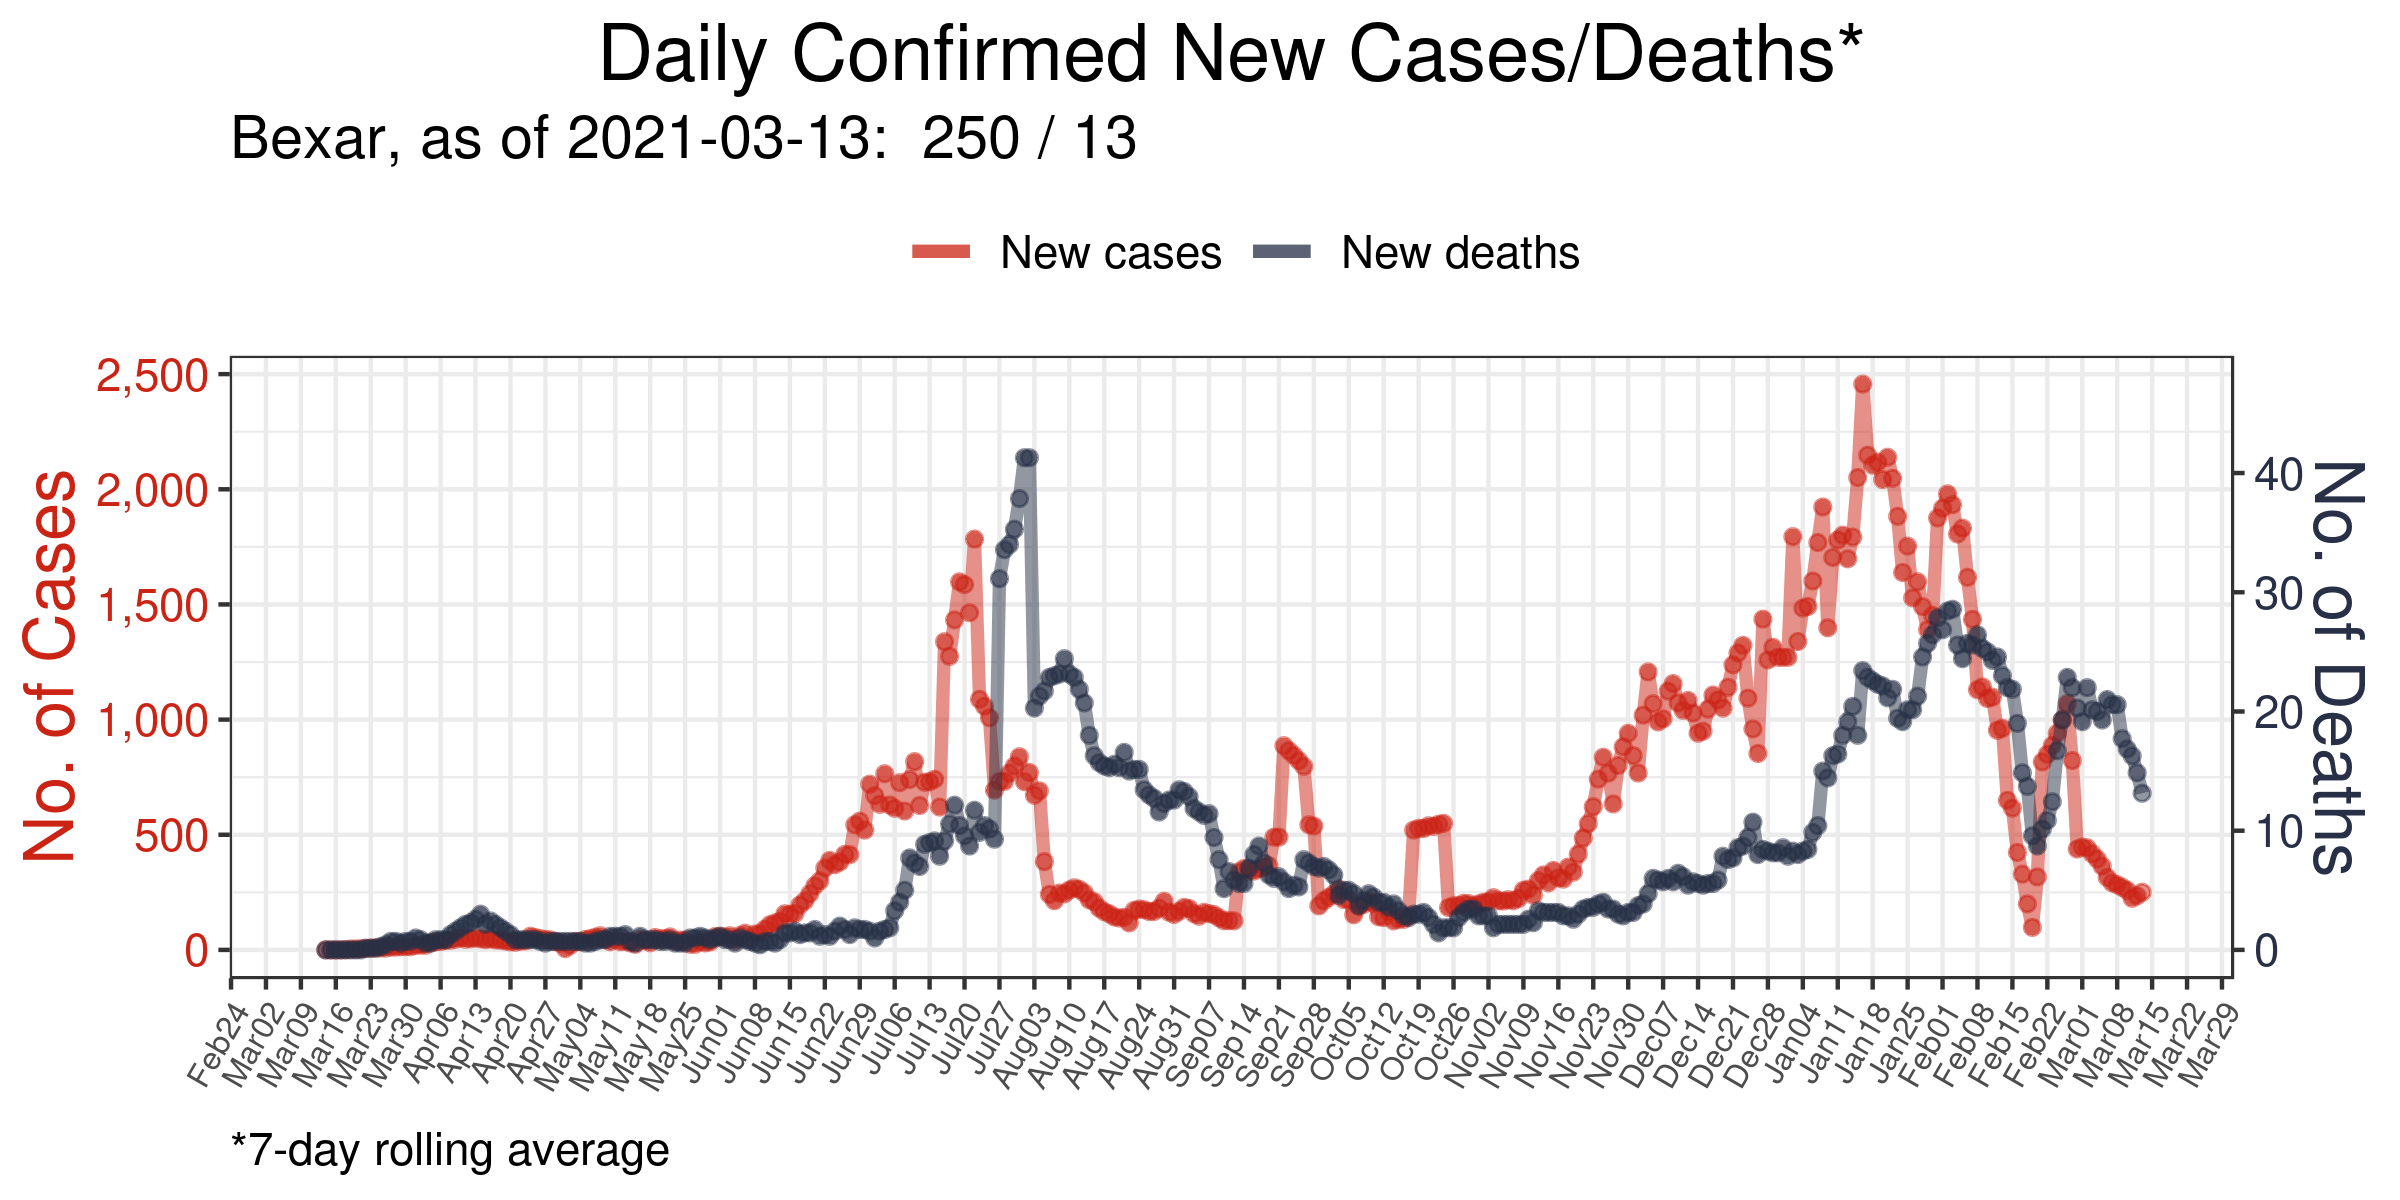 Daily Confirmed New Cases/Deaths*
Bexar, as of 2021-03-13:  250 / 13
New cases
New deaths
No. of Cases
2,500
2,000
1,500
1,000
500
0
40
30
20
10
0
No. of Deaths
Feb24
Mar02
Mar09
Mar16
Mar23
Mar30
Apr06
Apr13
Apr20
Apr27
May04
May11
May18
May25
Jun01
Jun08
Jun15
Jun22
Jun29
Jul06
Jul13
Jul20
Jul27
Aug03
Aug10
Aug17
Aug24
Aug31
Sep07
Sep14
Sep21
Sep28
Oct05
Oct12
Oct19
Oct26
Nov02
Nov09
Nov16
Nov23
Nov30
Dec07
Dec14
Dec21
Dec28
Jan04
Jan11
Jan18
Jan25
Feb01
Feb08
Feb15
Feb22
Mar01
Mar08
Mar15
Mar22
Mar29
*7-day rolling average